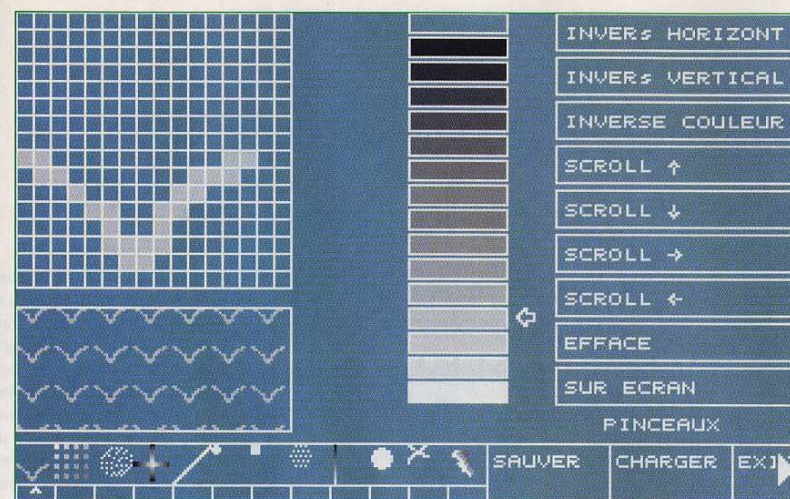 INVERs HORIZONT
INVERs VERTICAL
INVERSE COULEUR
SCROLL ↑
SCROLL ↓
SCROLL →
SCROLL ←
EFFACE
SUR ECRAN
PINCEAUX
SAUVER CHARGER